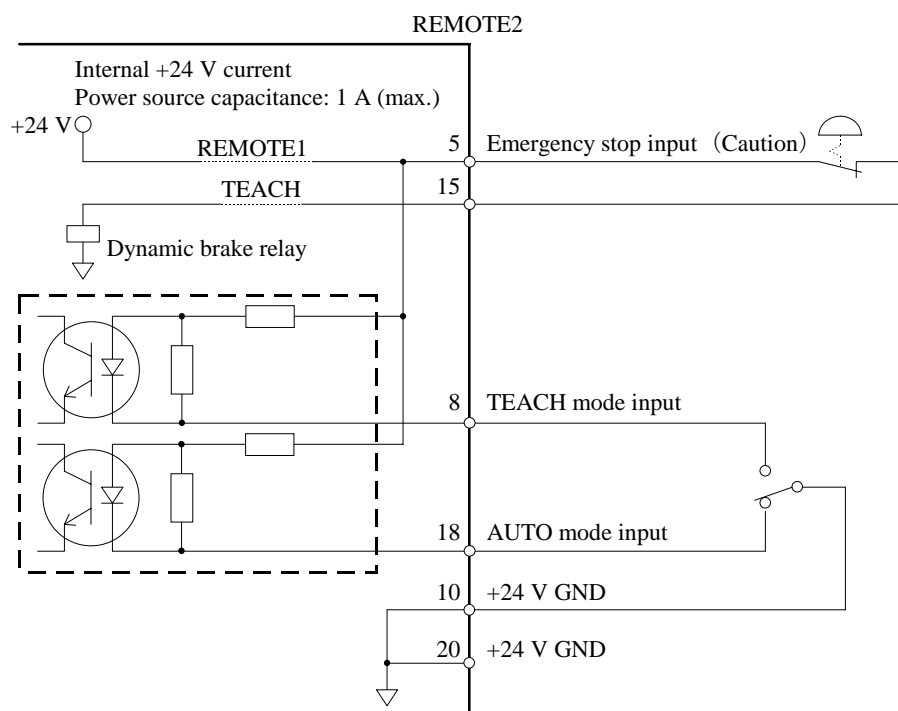 REMOTE2
Internal +24 V current
Power source capacitance: 1 A (max.)
+24 V
REMOTE1
5
Emergency stop input（Caution）
TEACH
15
Dynamic brake relay
8
TEACH mode input
18
AUTO mode input
10
+24 V GND
20
+24 V GND